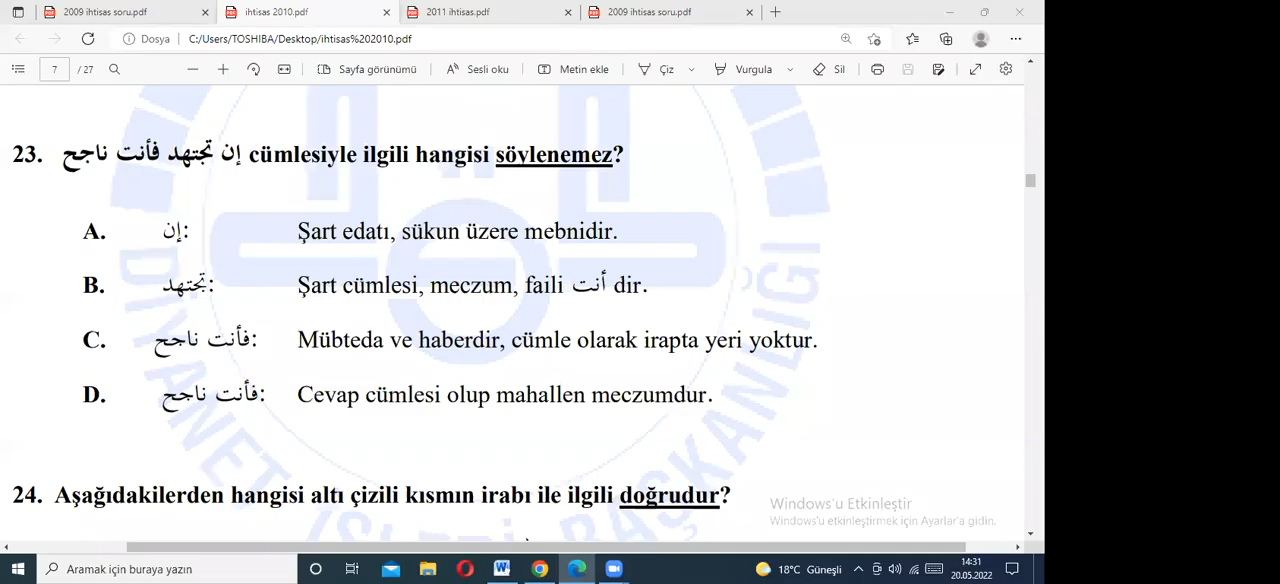 2009 ihtisas soru.pdf
ihtisas 2010.pdf
2011 ihtisas.pdf
2009 ihtisas soru.pdf
Dosya | C:/Users/TOSHIBA/Desktop/ihtisas%202010.pdf
7 / 27 Sayfa görünümü Sesli oku Metin ekle Çiz Vurgula Sil
23. إن تجتهد فأنت ناجح cümlesiyle ilgili hangisi söylenemez?
A. إن: Şart edatı, sükun üzere mebnidir.
B. تجتهد: Şart cümlesi, meczum, faili أنت dir.
C. فأنت ناجح: Mübteda ve haberdir, cümle olarak irapta yeri yoktur.
D. فأنت ناجح: Cevap cümlesi olup mahallen meczumdur.
24. Aşağıdakilerden hangisi altı çizili kısmın irabı ile ilgili doğrudur?
DİYANET İŞLERİ BAŞKANLIĞI
Windows'u Etkinleştir
Windows'u etkinleştirmek için Ayarlar'a gidin.
Aramak için buraya yazın
18°C Güneşli
14:31
20.05.2022